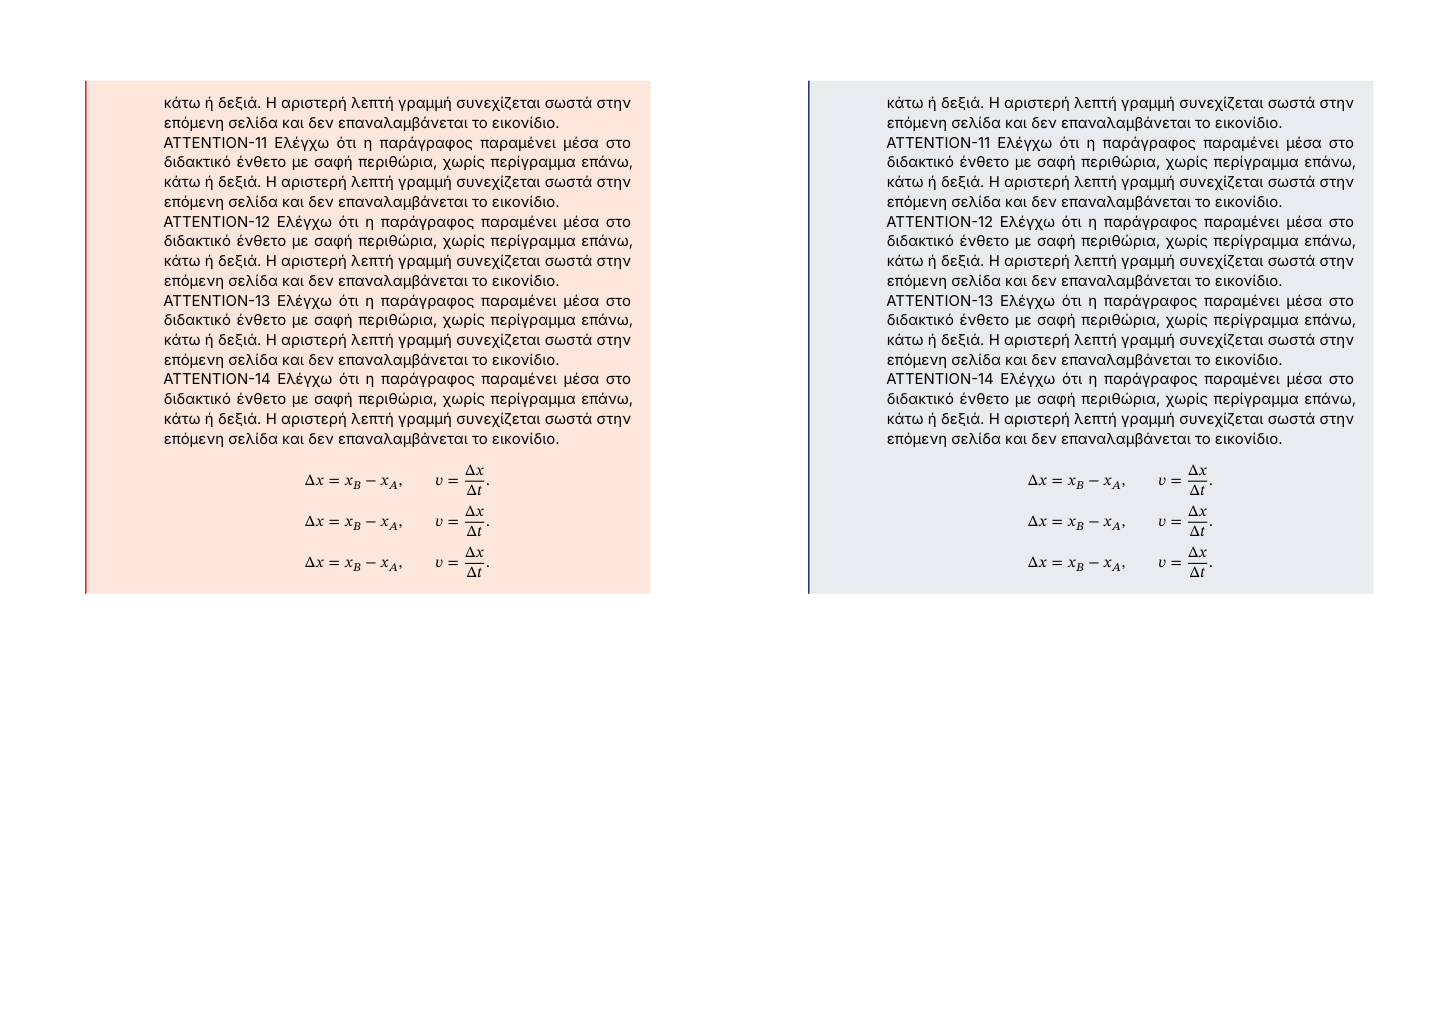 κάτω ή δεξιά. Η αριστερή λεπτή γραμμή συνεχίζεται σωστά στην
επόμενη σελίδα και δεν επαναλαμβάνεται το εικονίδιο.
ATTENTION-11 Ελέγχω ότι η παράγραφος παραμένει μέσα στο
διδακτικό ένθετο με σαφή περιθώρια, χωρίς περίγραμμα επάνω,
κάτω ή δεξιά. Η αριστερή λεπτή γραμμή συνεχίζεται σωστά στην
επόμενη σελίδα και δεν επαναλαμβάνεται το εικονίδιο.
ATTENTION-12 Ελέγχω ότι η παράγραφος παραμένει μέσα στο
διδακτικό ένθετο με σαφή περιθώρια, χωρίς περίγραμμα επάνω,
κάτω ή δεξιά. Η αριστερή λεπτή γραμμή συνεχίζεται σωστά στην
επόμενη σελίδα και δεν επαναλαμβάνεται το εικονίδιο.
ATTENTION-13 Ελέγχω ότι η παράγραφος παραμένει μέσα στο
διδακτικό ένθετο με σαφή περιθώρια, χωρίς περίγραμμα επάνω,
κάτω ή δεξιά. Η αριστερή λεπτή γραμμή συνεχίζεται σωστά στην
επόμενη σελίδα και δεν επαναλαμβάνεται το εικονίδιο.
ATTENTION-14 Ελέγχω ότι η παράγραφος παραμένει μέσα στο
διδακτικό ένθετο με σαφή περιθώρια, χωρίς περίγραμμα επάνω,
κάτω ή δεξιά. Η αριστερή λεπτή γραμμή συνεχίζεται σωστά στην
επόμενη σελίδα και δεν επαναλαμβάνεται το εικονίδιο.
Δx = x_B − x_A, υ = Δx/Δt.
Δx = x_B − x_A, υ = Δx/Δt.
Δx = x_B − x_A, υ = Δx/Δt.
κάτω ή δεξιά. Η αριστερή λεπτή γραμμή συνεχίζεται σωστά στην
επόμενη σελίδα και δεν επαναλαμβάνεται το εικονίδιο.
ATTENTION-11 Ελέγχω ότι η παράγραφος παραμένει μέσα στο
διδακτικό ένθετο με σαφή περιθώρια, χωρίς περίγραμμα επάνω,
κάτω ή δεξιά. Η αριστερή λεπτή γραμμή συνεχίζεται σωστά στην
επόμενη σελίδα και δεν επαναλαμβάνεται το εικονίδιο.
ATTENTION-12 Ελέγχω ότι η παράγραφος παραμένει μέσα στο
διδακτικό ένθετο με σαφή περιθώρια, χωρίς περίγραμμα επάνω,
κάτω ή δεξιά. Η αριστερή λεπτή γραμμή συνεχίζεται σωστά στην
επόμενη σελίδα και δεν επαναλαμβάνεται το εικονίδιο.
ATTENTION-13 Ελέγχω ότι η παράγραφος παραμένει μέσα στο
διδακτικό ένθετο με σαφή περιθώρια, χωρίς περίγραμμα επάνω,
κάτω ή δεξιά. Η αριστερή λεπτή γραμμή συνεχίζεται σωστά στην
επόμενη σελίδα και δεν επαναλαμβάνεται το εικονίδιο.
ATTENTION-14 Ελέγχω ότι η παράγραφος παραμένει μέσα στο
διδακτικό ένθετο με σαφή περιθώρια, χωρίς περίγραμμα επάνω,
κάτω ή δεξιά. Η αριστερή λεπτή γραμμή συνεχίζεται σωστά στην
επόμενη σελίδα και δεν επαναλαμβάνεται το εικονίδιο.
Δx = x_B − x_A, υ = Δx/Δt.
Δx = x_B − x_A, υ = Δx/Δt.
Δx = x_B − x_A, υ = Δx/Δt.